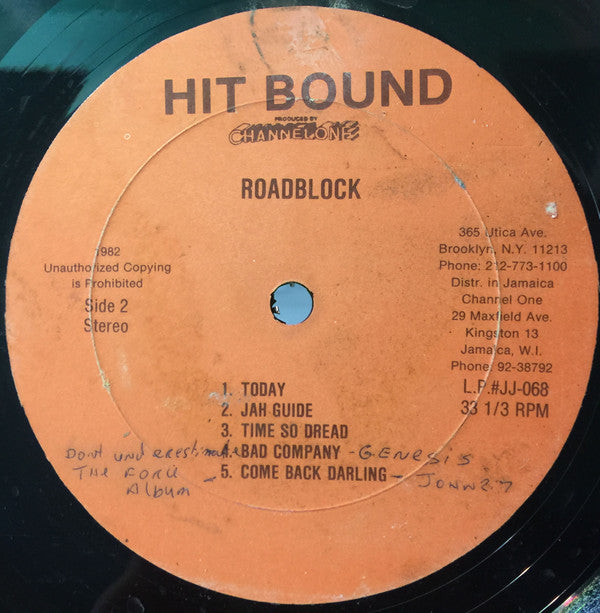 HIT BOUND
PRODUCED BY
CHANNEL ONE
ROADBLOCK
1982
Unauthorized Copying
is Prohibited
Side 2
Stereo
365 Utica Ave.
Brooklyn, N.Y. 11213
Phone: 212-773-1100
Distr. in Jamaica
Channel One
29 Maxfield Ave.
Kingston 13
Jamaica, W.I.
Phone: 92-38792
L.P.#JJ-068
33 1/3 RPM
1. TODAY
2. JAH GUIDE
3. TIME SO DREAD
4. BAD COMPANY - GENESIS
5. COME BACK DARLING -
Dont underestimate
THE FORCE
Album -